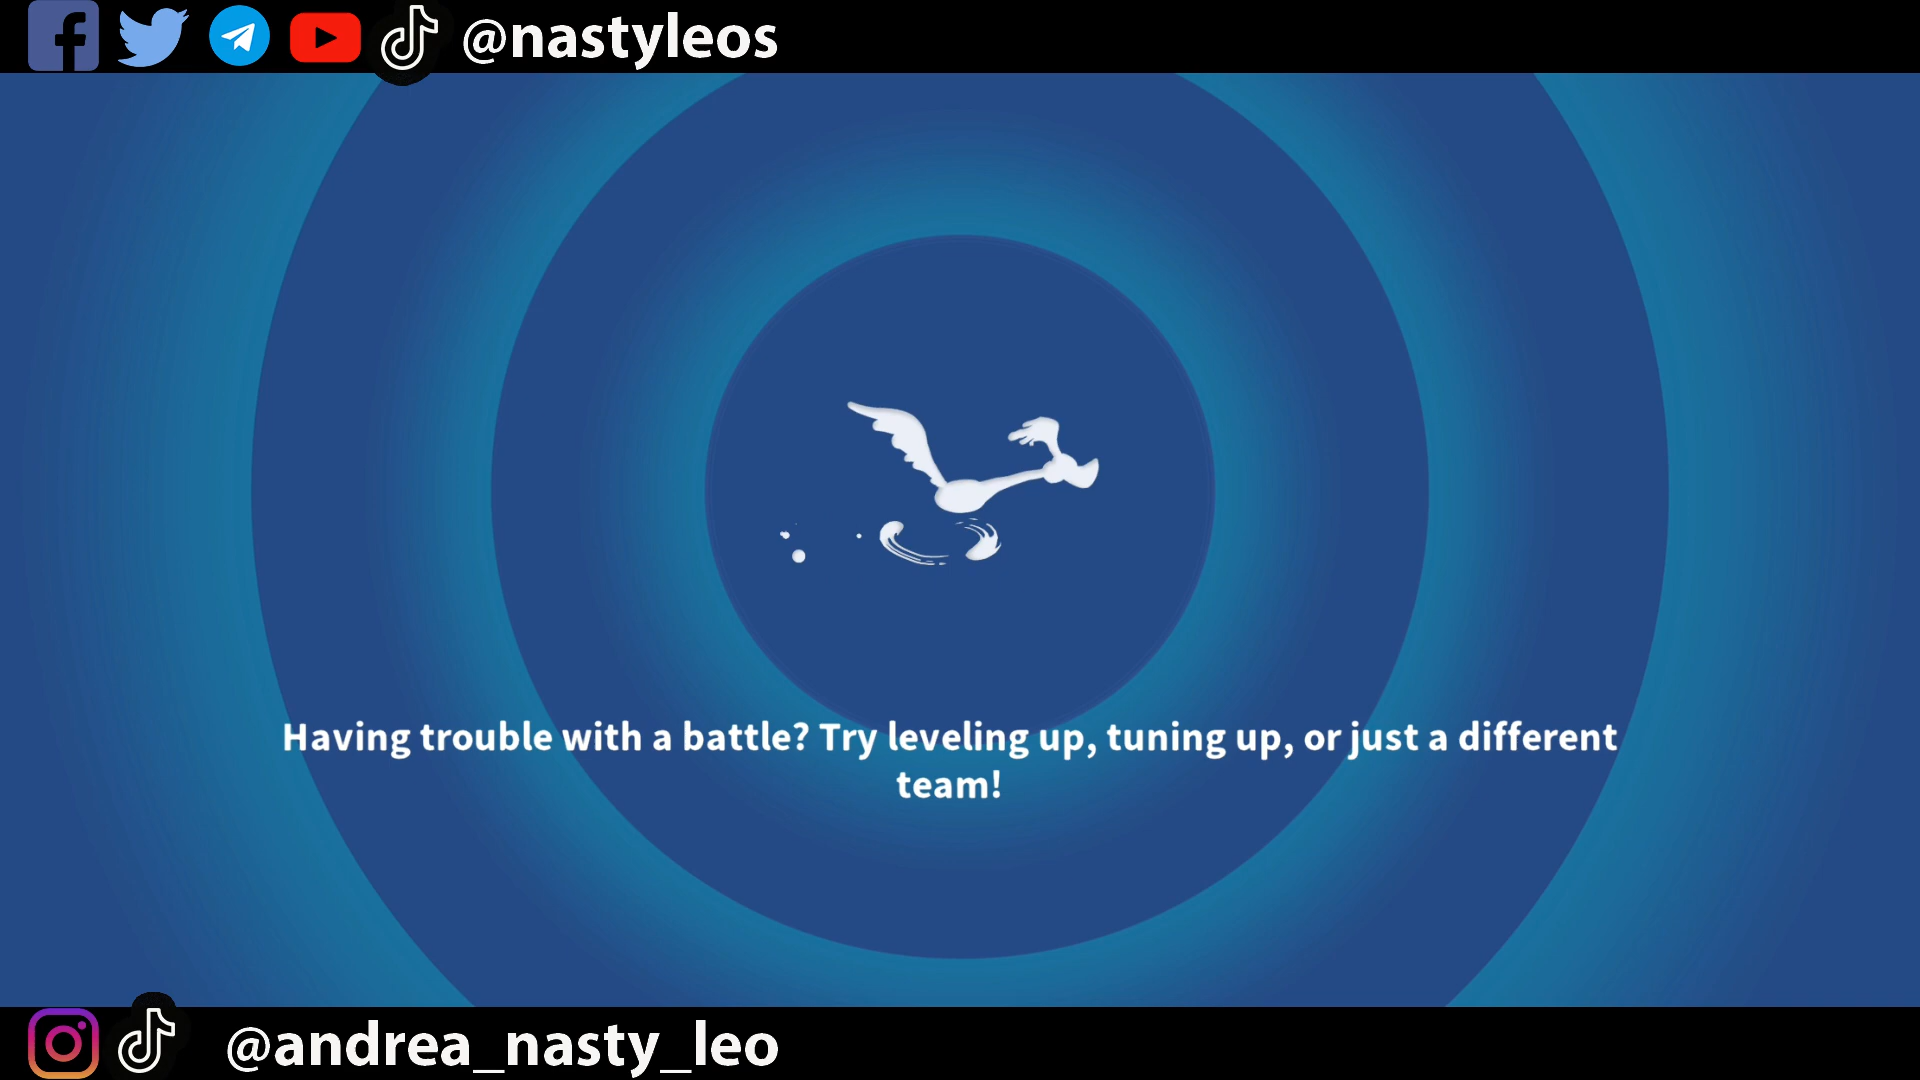 @nastyleos
Having trouble with a battle? Try leveling up, tuning up, or just a different
team!
@andrea_nasty_leo